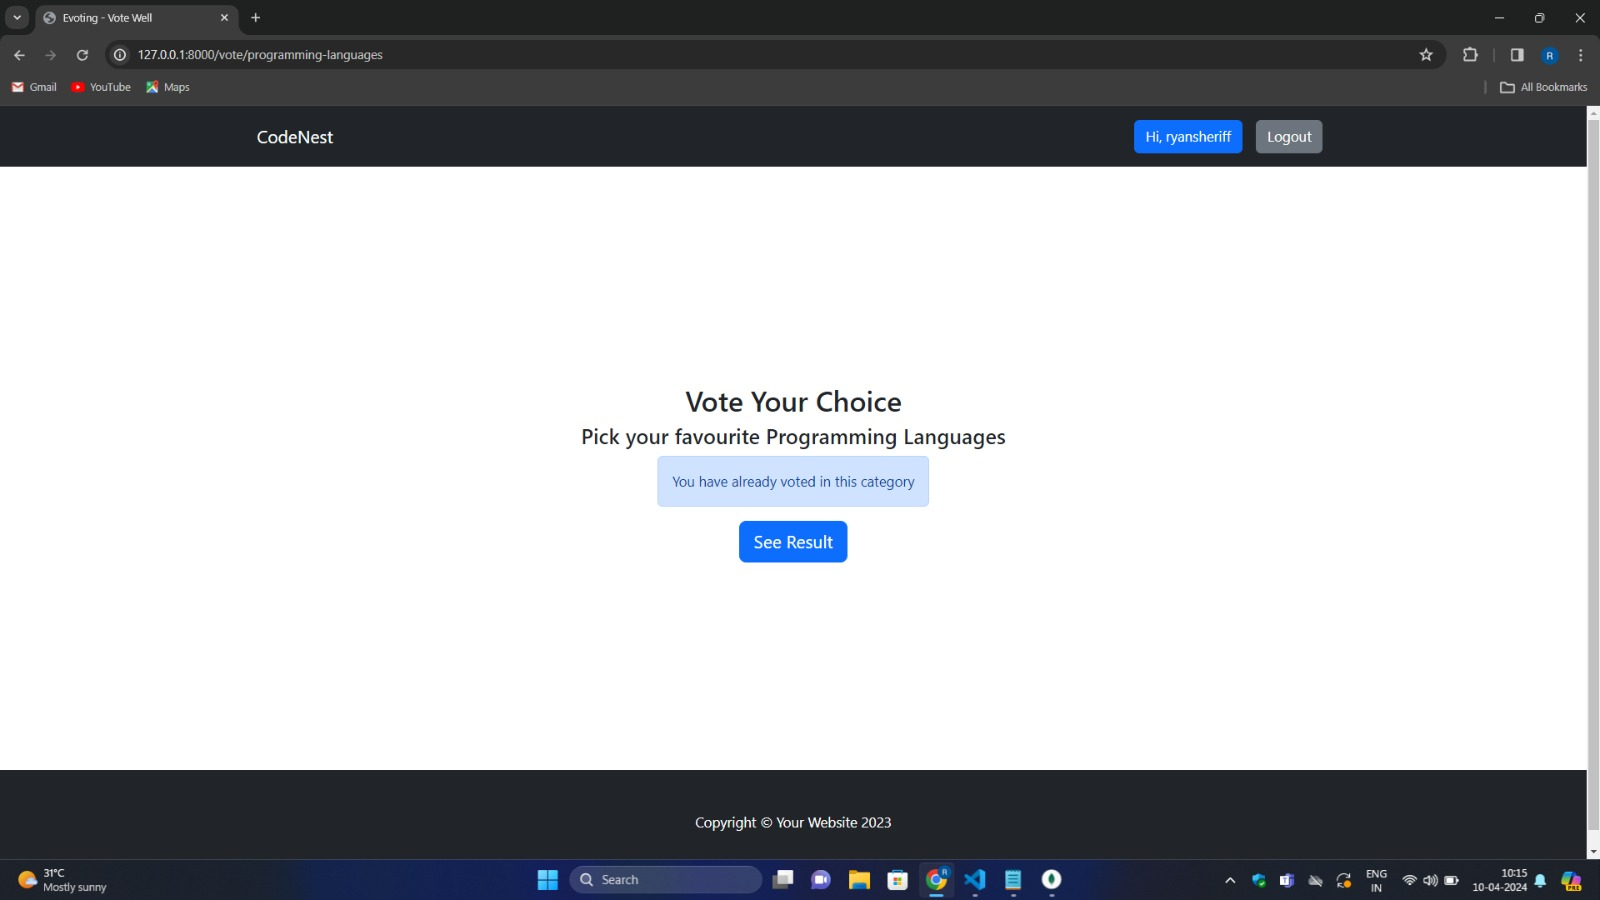 Evoting - Vote Well
127.0.0.1:8000/vote/programming-languages
R
Gmail
YouTube
Maps
All Bookmarks
CodeNest
Hi, ryansheriff
Logout
Vote Your Choice
Pick your favourite Programming Languages
You have already voted in this category
See Result
Copyright © Your Website 2023
31°C
Mostly sunny
Search
R
ENG
IN
10:15
10-04-2024
PRE